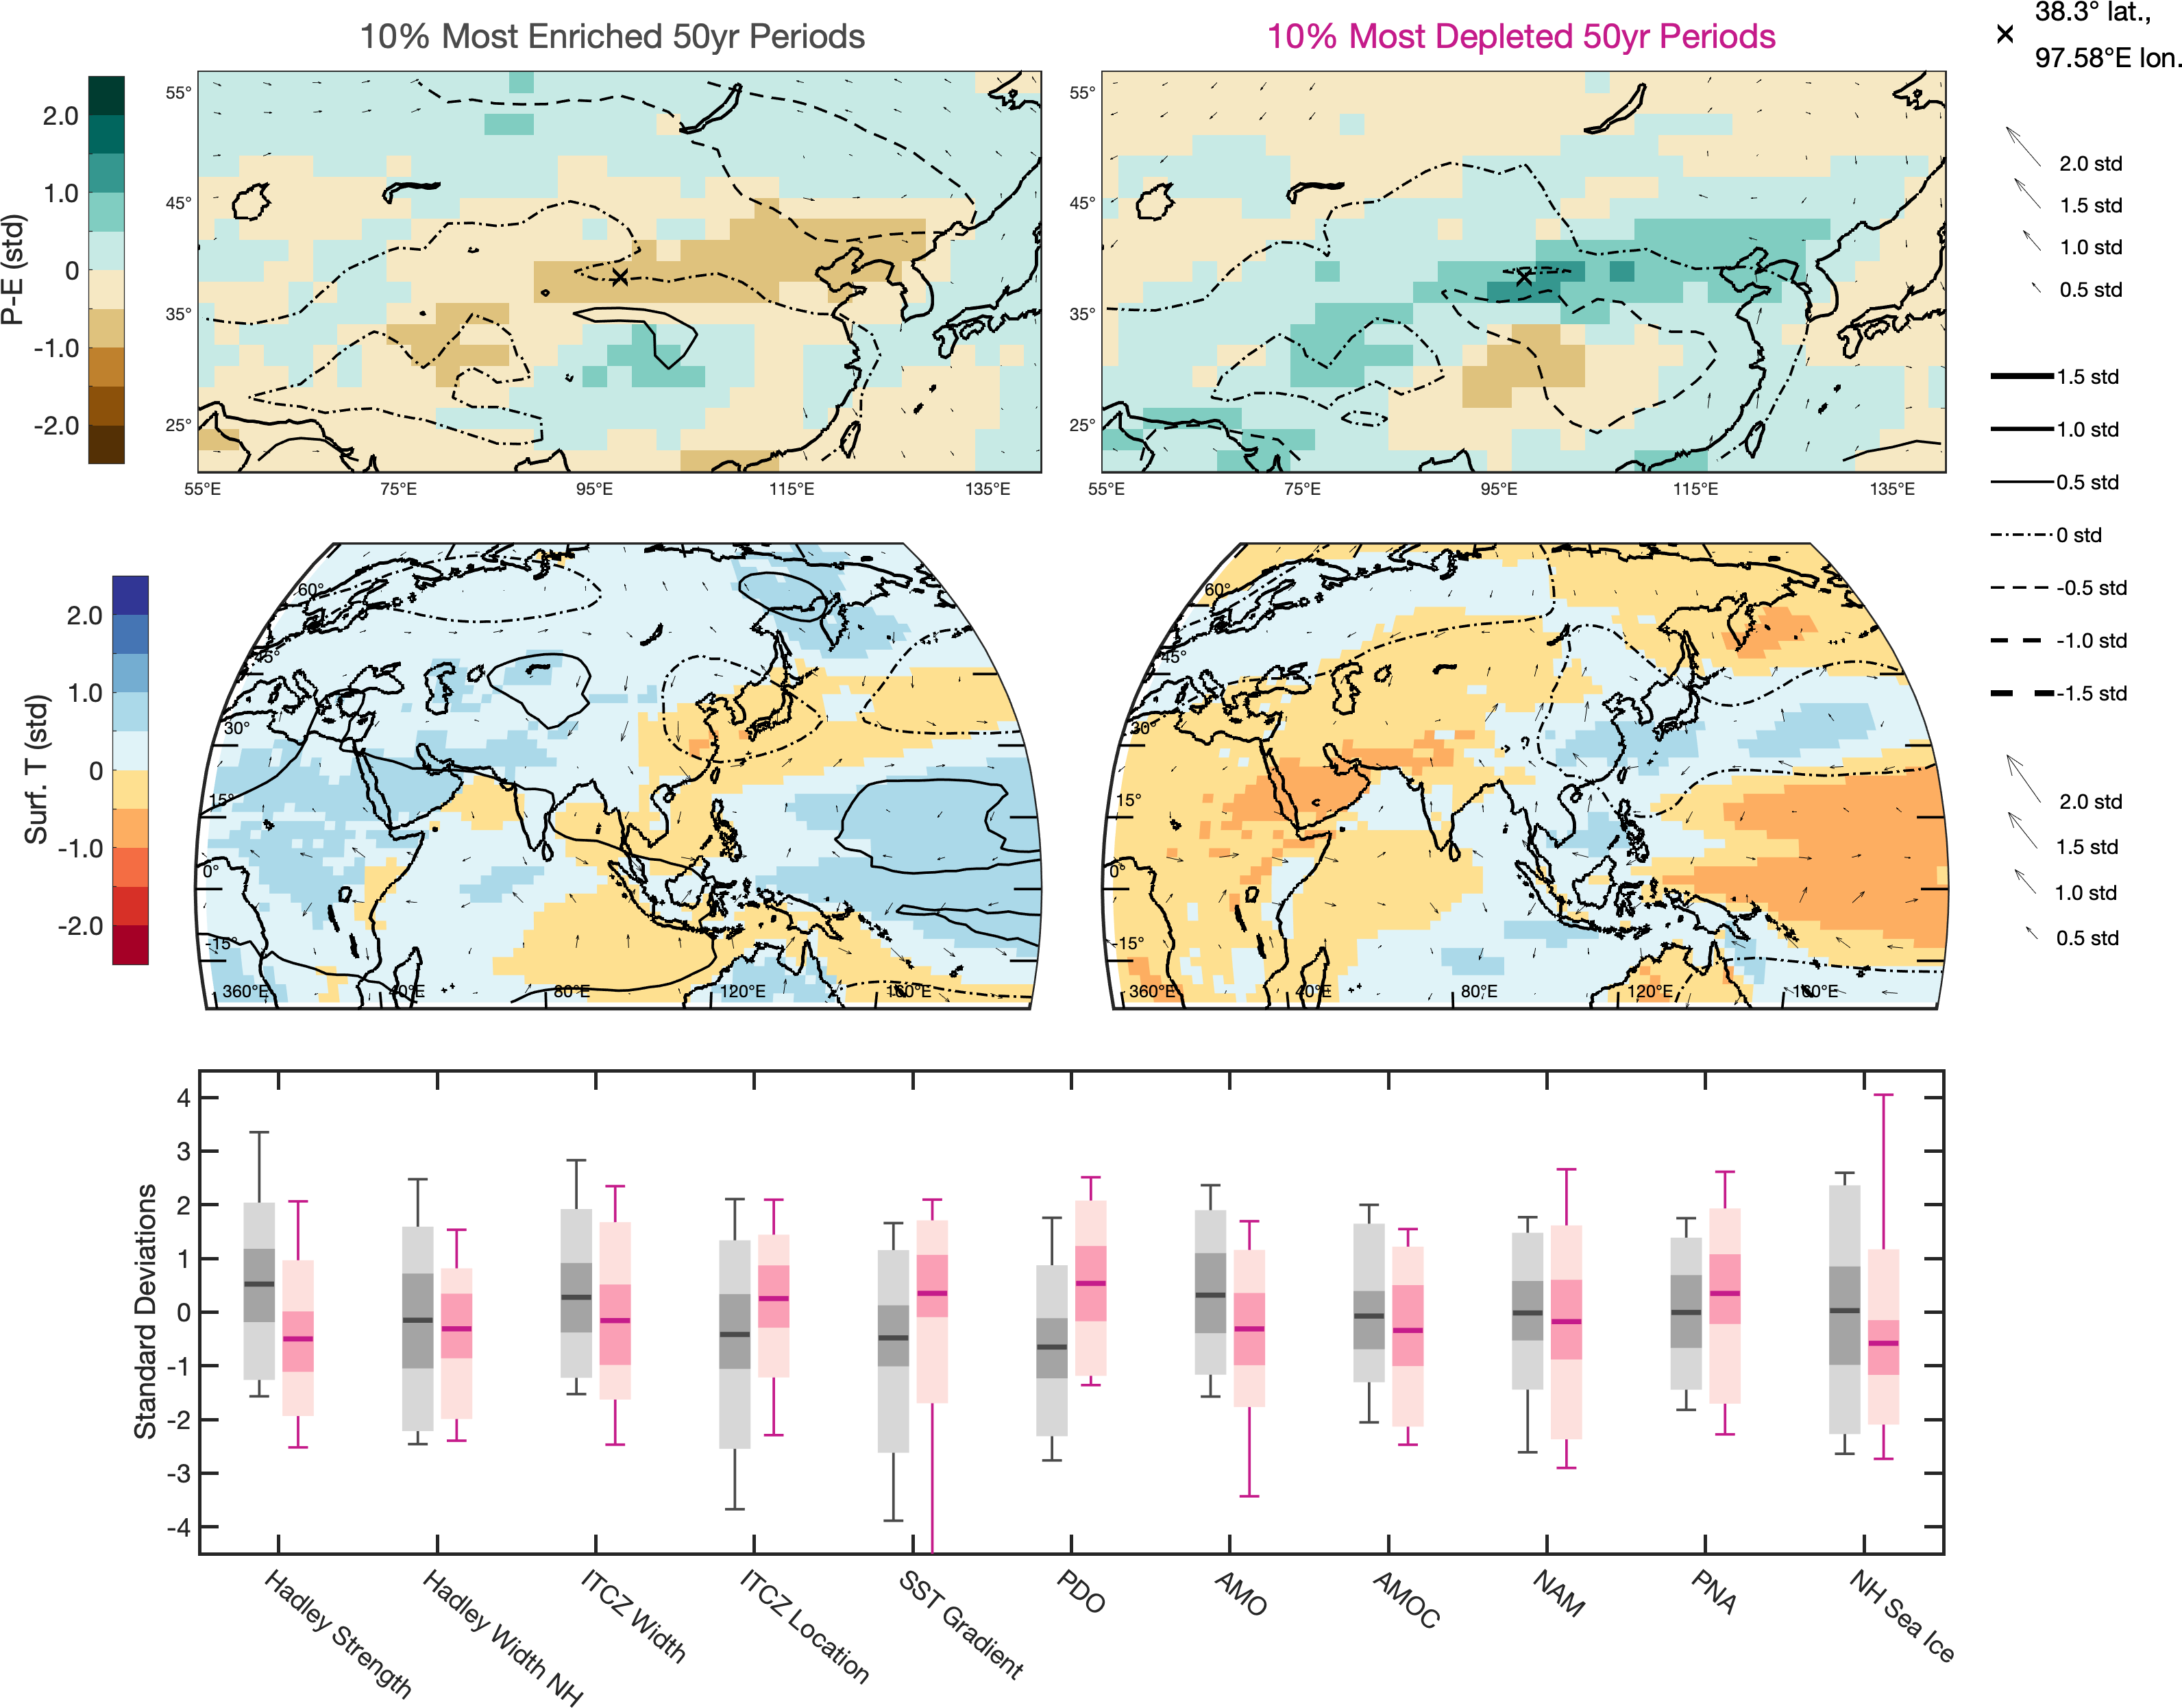 10% Most Enriched 50yr Periods
10% Most Depleted 50yr Periods
38.3° lat.,
97.58°E lon.
P-E (std)
2.0
1.0
0
-1.0
-2.0
55°
45°
35°
25°
55°E
75°E
95°E
115°E
135°E
55°
45°
35°
25°
55°E
75°E
95°E
115°E
135°E
2.0 std
1.5 std
1.0 std
0.5 std
1.5 std
1.0 std
0.5 std
0 std
-0.5 std
-1.0 std
-1.5 std
2.0 std
1.5 std
1.0 std
0.5 std
Surf. T (std)
2.0
1.0
0
-1.0
-2.0
60°
45°
30°
15°
0°
-15°
360°E
40°E
80°E
120°E
160°E
60°
45°
30°
15°
0°
-15°
360°E
40°E
80°E
120°E
160°E
Standard Deviations
4
3
2
1
0
-1
-2
-3
-4
Hadley Strength
Hadley Width NH
ITCZ Width
ITCZ Location
SST Gradient
PDO
AMO
AMOC
NAM
PNA
NH Sea Ice